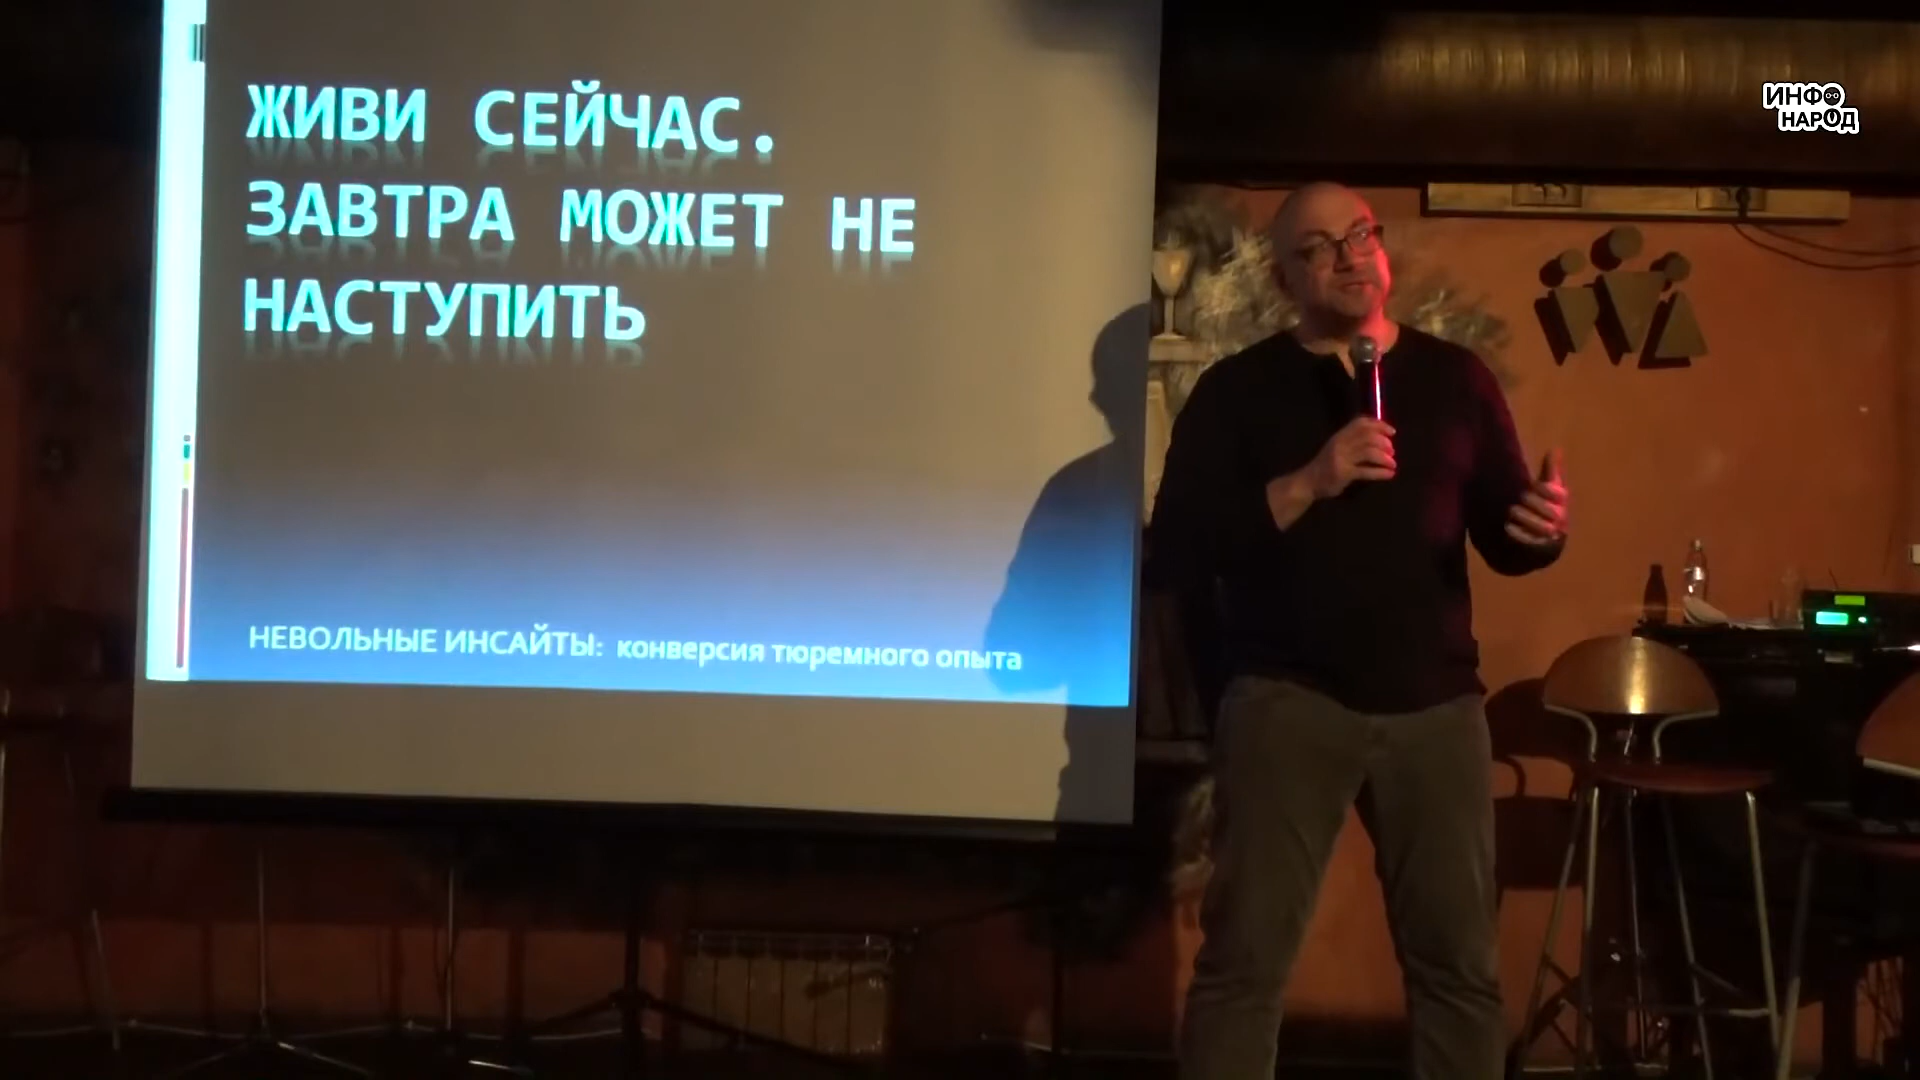 ЖИВИ СЕЙЧАС.
ЗАВТРА МОЖЕТ НЕ
НАСТУПИТЬ
НЕВОЛЬНЫЕ ИНСАЙТЫ: конверсия тюремного опыта
ИНФО
НАРОД